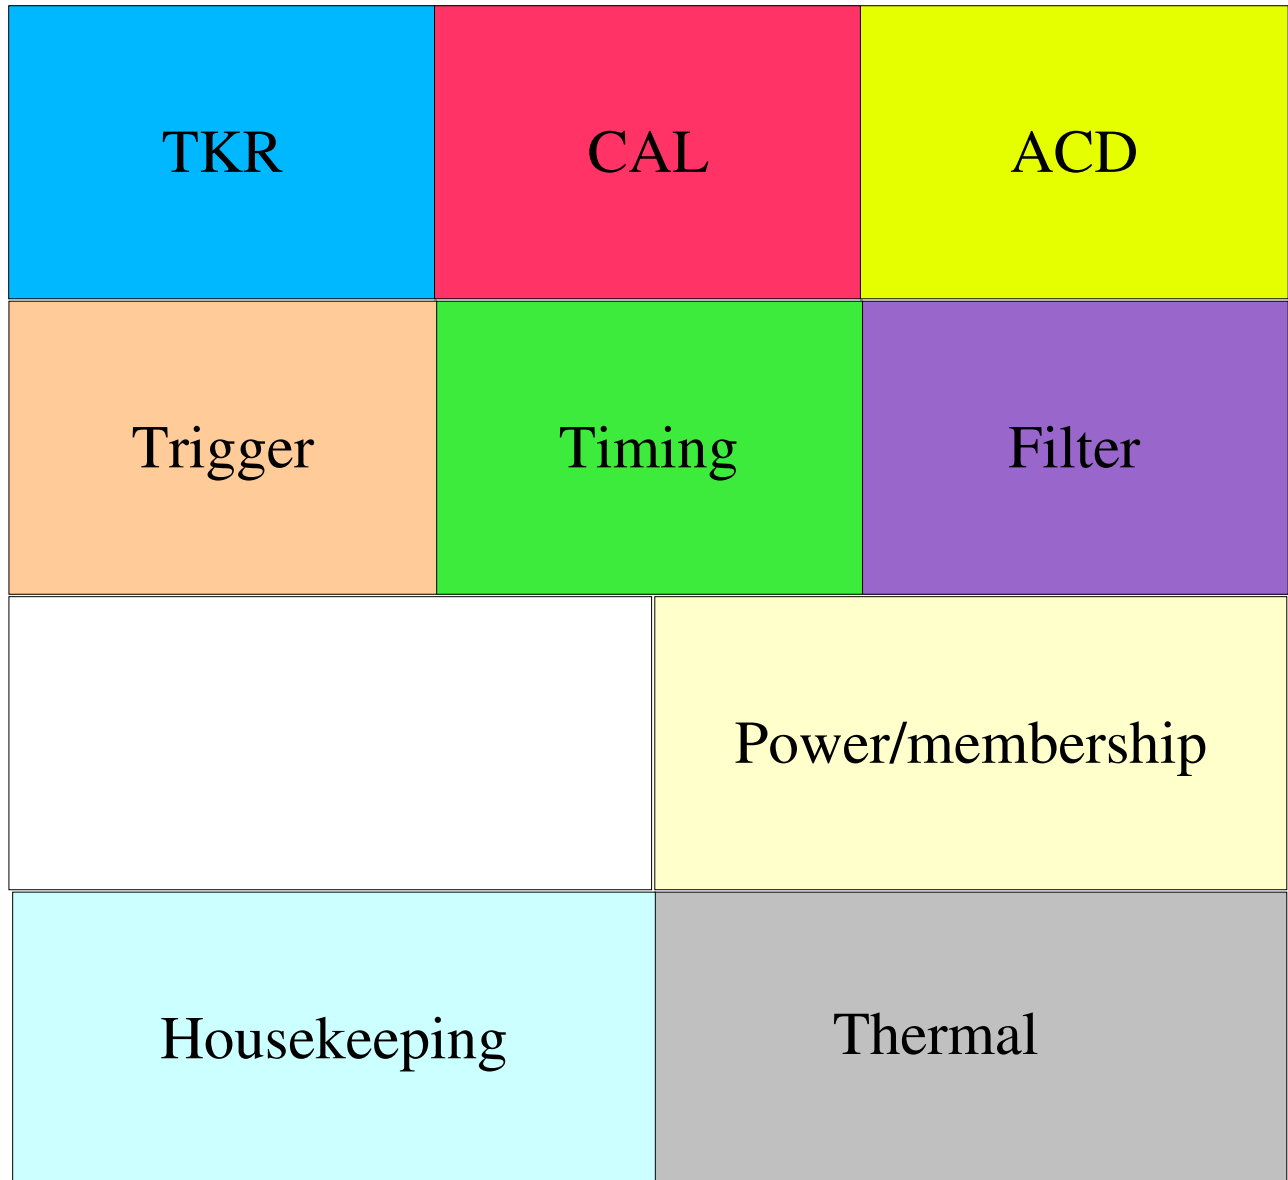 TKR
CAL
ACD
Trigger
Timing
Filter
Power/membership
Housekeeping
Thermal